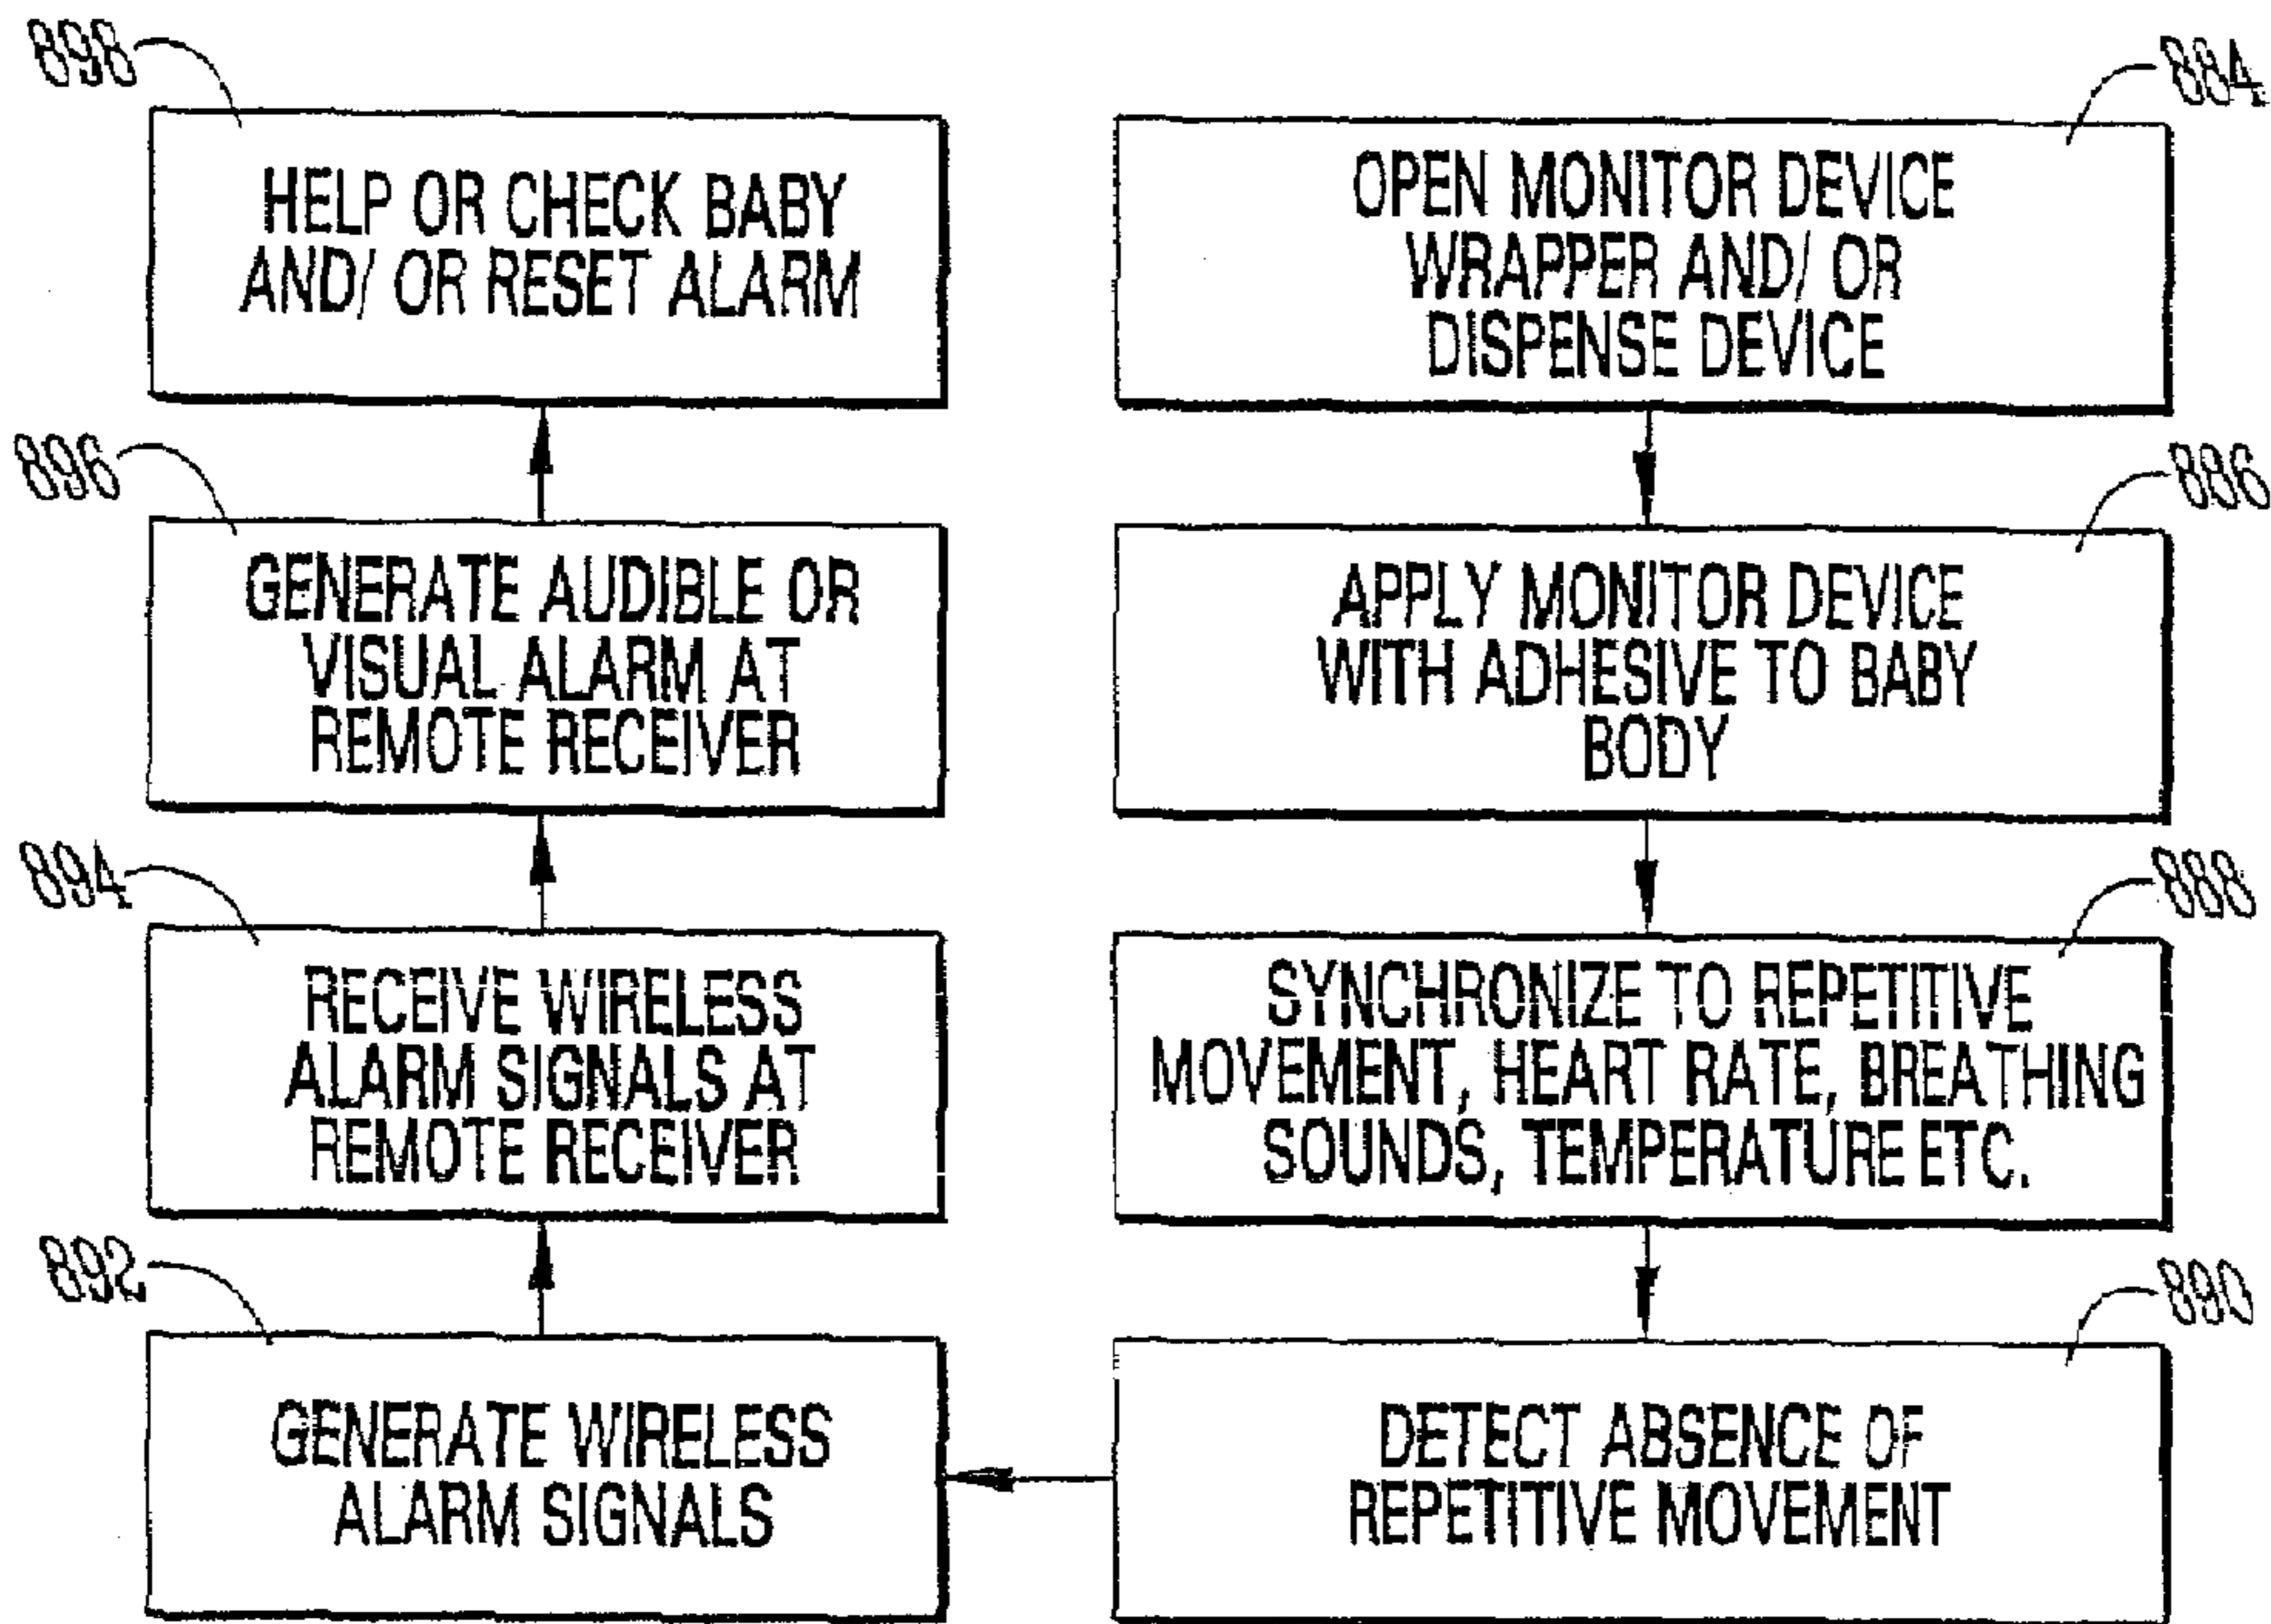 898
HELP OR CHECK BABY
AND/ OR RESET ALARM
884
OPEN MONITOR DEVICE
WRAPPER AND/ OR
DISPENSE DEVICE
896
GENERATE AUDIBLE OR
VISUAL ALARM AT
REMOTE RECEIVER
886
APPLY MONITOR DEVICE
WITH ADHESIVE TO BABY
BODY
894
RECEIVE WIRELESS
ALARM SIGNALS AT
REMOTE RECEIVER
888
SYNCHRONIZE TO REPETITIVE
MOVEMENT, HEART RATE, BREATHING
SOUNDS, TEMPERATURE ETC.
892
GENERATE WIRELESS
ALARM SIGNALS
890
DETECT ABSENCE OF
REPETITIVE MOVEMENT